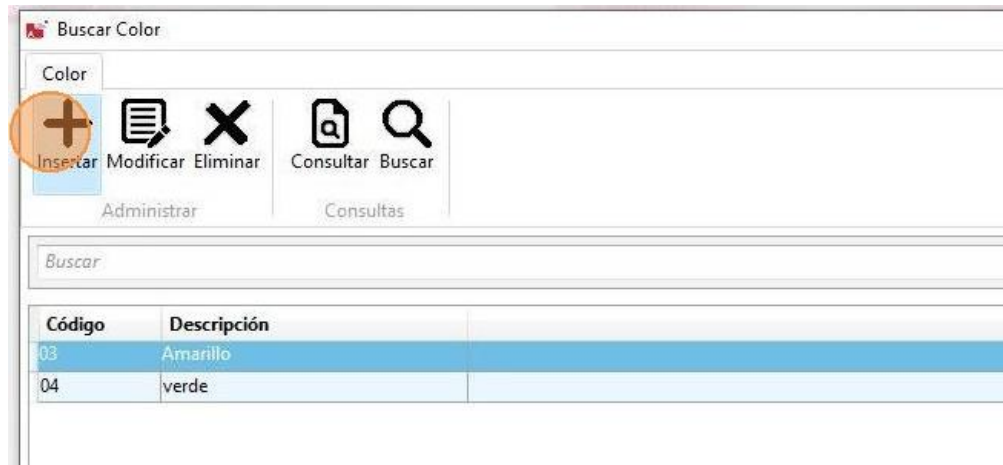 Buscar Color
Color
Insertar Modificar Eliminar Consultar Buscar
Administrar Consultas
Buscar
Código Descripción
03 Amarillo
04 verde